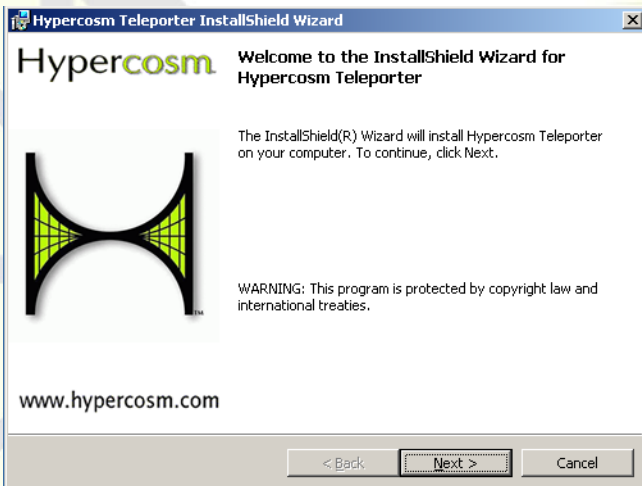 Hypercosm Teleporter InstallShield Wizard
Hypercosm
Welcome to the InstallShield Wizard for
Hypercosm Teleporter
The InstallShield(R) Wizard will install Hypercosm Teleporter
on your computer. To continue, click Next.
WARNING: This program is protected by copyright law and
international treaties.
TM
www.hypercosm.com
< Back
Next >
Cancel